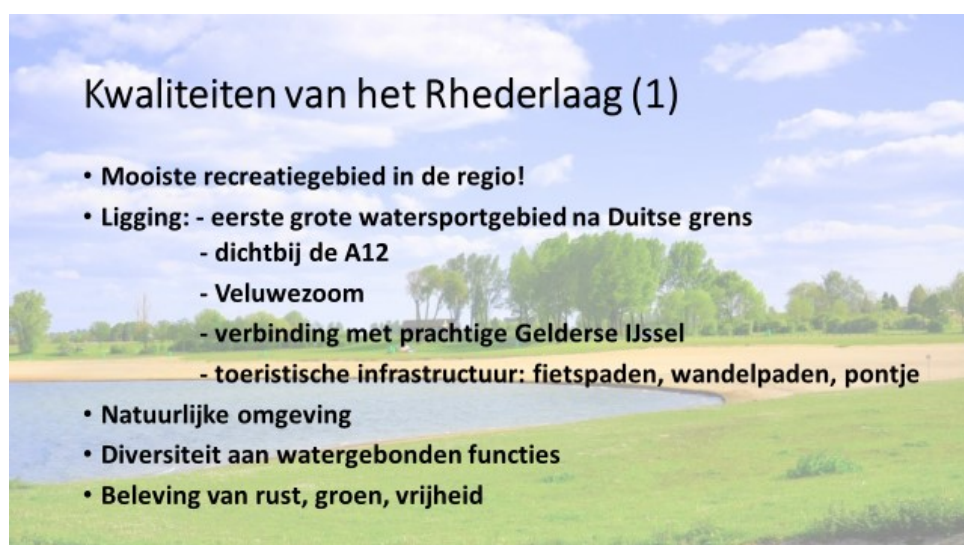 Kwaliteiten van het Rhederlaag (1)
• Mooiste recreatiegebied in de regio!
• Ligging: - eerste grote watersportgebied na Duitse grens
- dichtbij de A12
- Veluwezoom
- verbinding met prachtige Gelderse IJssel
- toeristische infrastructuur: fietspaden, wandelpaden, pontje
• Natuurlijke omgeving
• Diversiteit aan watergebonden functies
• Beleving van rust, groen, vrijheid